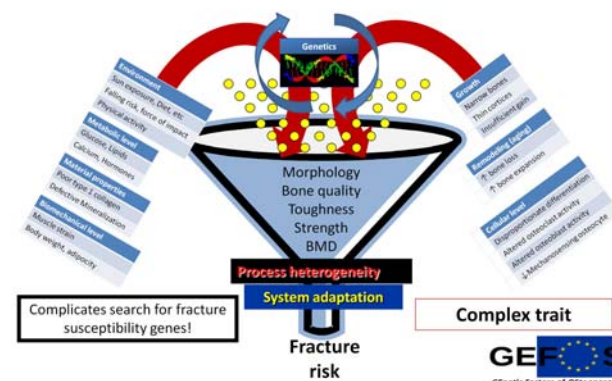 Genetics
Environment
Sun exposure, Diet, etc
Falling risk, force of impact
Physical activity
Metabolic level
Glucose, Lipids
Calcium, Hormones
Material properties
Poor type 1 collagen
Defective Mineralization
Biomechanical level
Muscle strain
Body weight, adipocity
Growth
Narrow bones
Thin cortices
Insufficient gain
Remodeling (aging)
↑ bone loss
↑ bone expansion
Cellular level
Disproportionate differentiation
Altered osteoclast activity
Altered osteoblast activity
↓ Mechanosensing osteocyte
Morphology
Bone quality
Toughness
Strength
BMD
Process heterogeneity
System adaptation
Complicates search for fracture
susceptibility genes!
Complex trait
Fracture
risk
GEF S
GEnetic Factors of